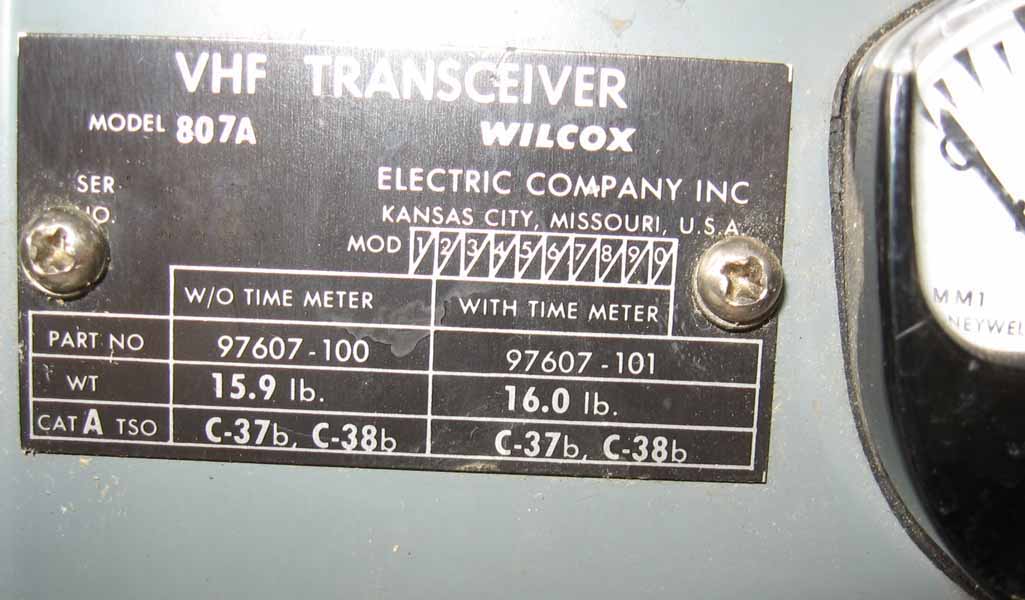 VHF TRANSCEIVER
MODEL 807A WILCOX
SER ELECTRIC COMPANY INC
NO. KANSAS CITY, MISSOURI, U.S.A.
MOD 1 2 3 4 5 6 7 8 9 0
W/O TIME METER WITH TIME METER
PART NO 97607-100 97607-101
WT 15.9 lb. 16.0 lb.
CAT A TSO C-37b, C-38b C-37b, C-38b
MM1
NEYWEL